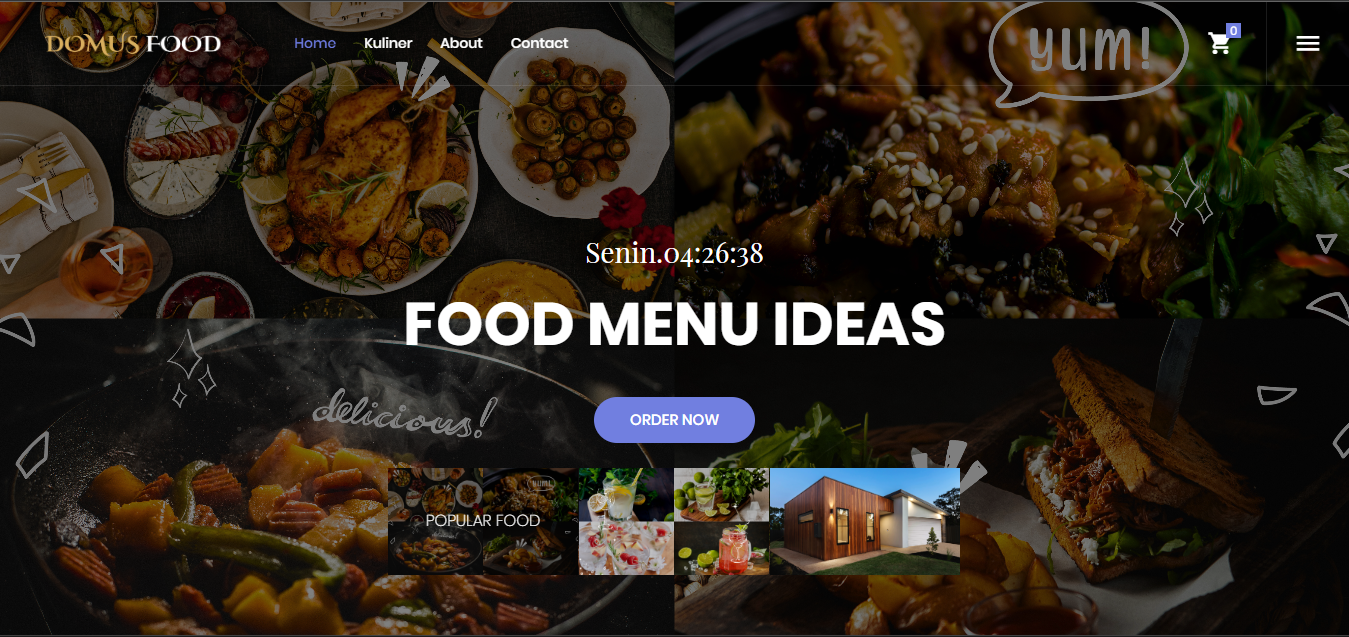 DOMUS FOOD
Home Kuliner About Contact
yum!
0
Senin.04:26:38
FOOD MENU IDEAS
ORDER NOW
delicious!
POPULAR FOOD
YUM!